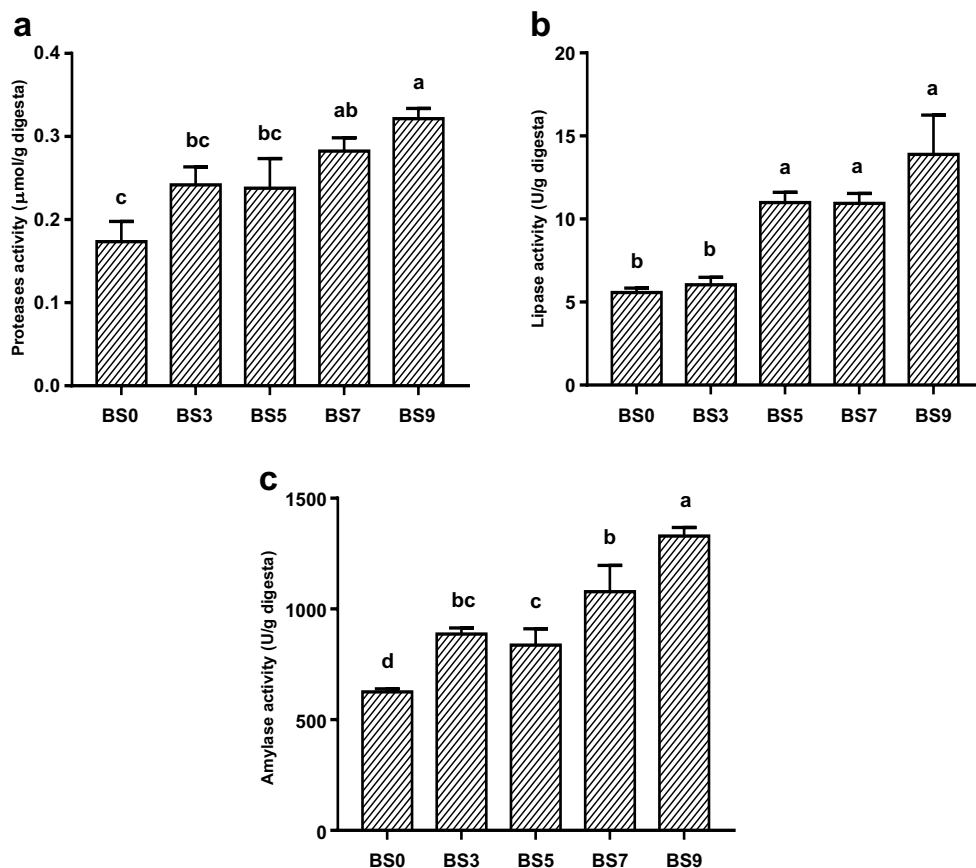 a
Proteases activity (μmol/g digesta)
0.4
0.3
0.2
0.1
0.0
c
bc
bc
ab
a
BS0 BS3 BS5 BS7 BS9
b
Lipase activity (U/g digesta)
20
15
10
5
0
b
b
a
a
a
BS0 BS3 BS5 BS7 BS9
c
Amylase activity (U/g digesta)
1500
1000
500
0
d
bc
c
b
a
BS0 BS3 BS5 BS7 BS9